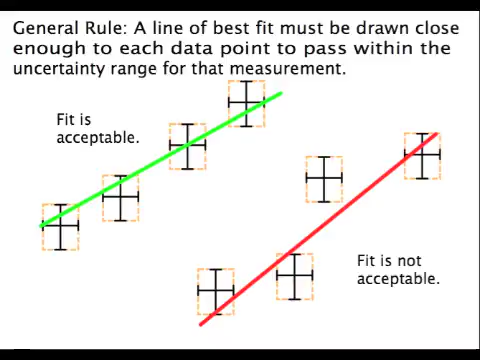 General Rule: A line of best fit must be drawn close
enough to each data point to pass within the
uncertainty range for that measurement.
Fit is
acceptable.
Fit is not
acceptable.